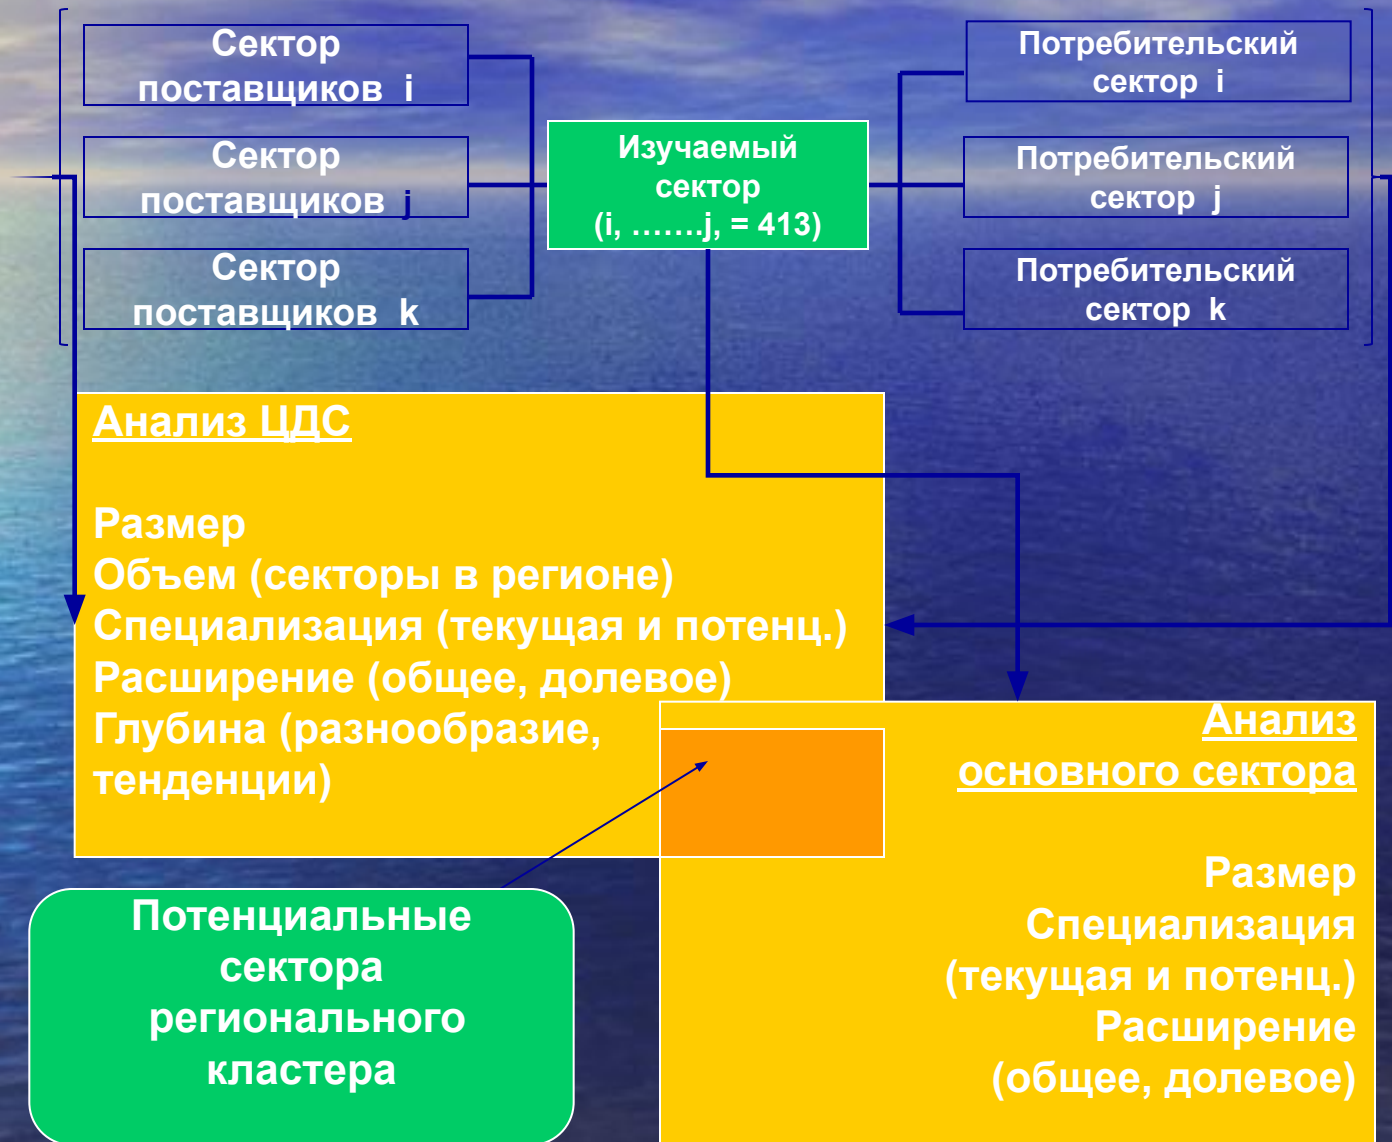 Сектор
поставщиков i
Сектор
поставщиков j
Сектор
поставщиков k
Изучаемый
сектор
(i, …….j, = 413)
Потребительский
сектор i
Потребительский
сектор j
Потребительский
сектор k
Анализ ЦДС
Размер
Объем (секторы в регионе)
Специализация (текущая и потенц.)
Расширение (общее, долевое)
Глубина (разнообразие,
тенденции)
Анализ
основного сектора
Размер
Специализация
(текущая и потенц.)
Расширение
(общее, долевое)
Потенциальные
сектора
регионального
кластера